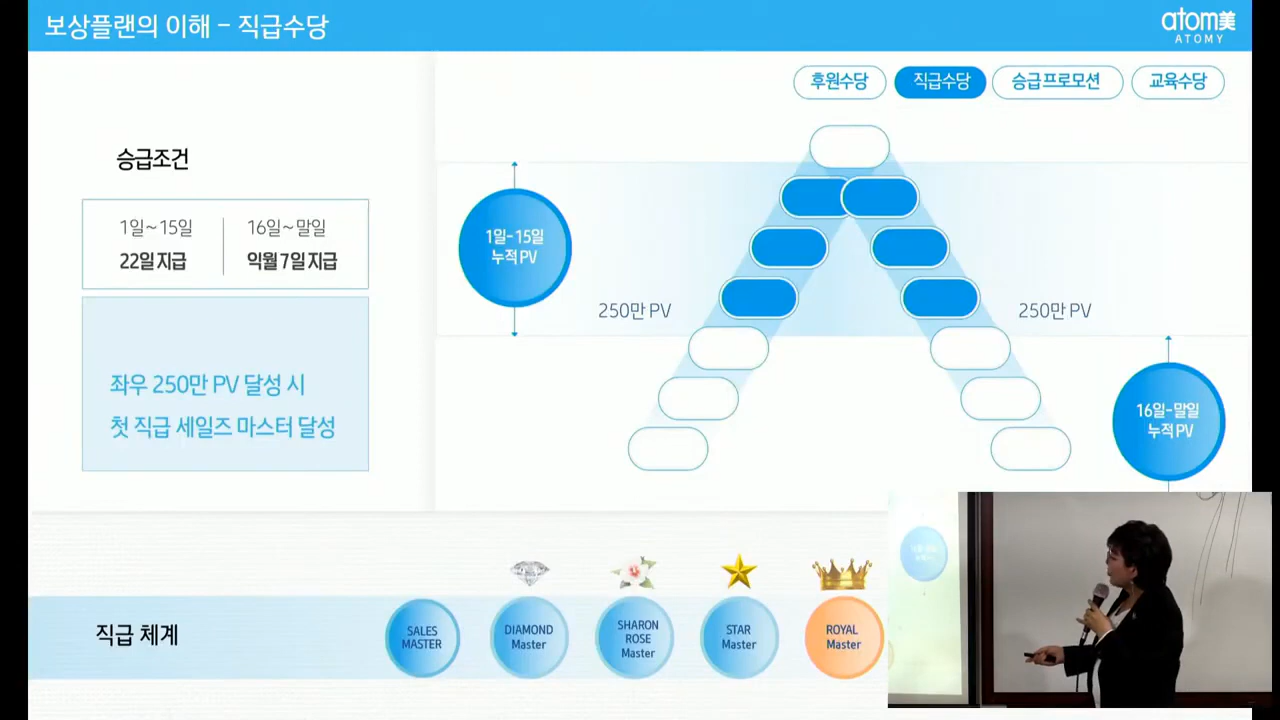 보상플랜의 이해 – 직급수당
atom美
ATOMY
후원수당
직급수당
승급프로모션
교육수당
승급조건
1일~15일
22일 지급
16일~말일
익월 7일 지급
좌우 250만 PV 달성 시
첫 직급 세일즈 마스터 달성
1일-15일
누적 PV
250만 PV
250만 PV
16일-말일
누적 PV
직급 체계
SALES
MASTER
DIAMOND
Master
SHARON
ROSE
Master
STAR
Master
ROYAL
Master